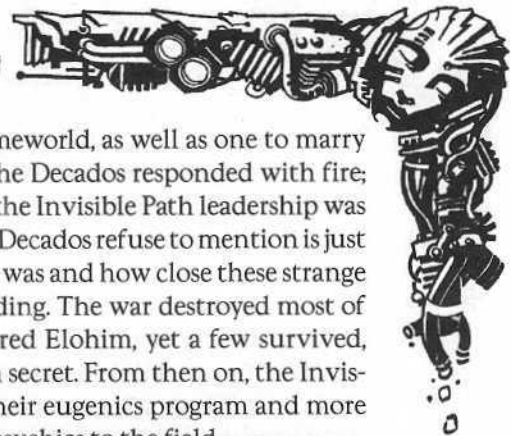 meworld, as well as one to marry
he Decados responded with fire;
the Invisible Path leadership was
Decados refuse to mention is just
was and how close these strange
ding. The war destroyed most of
red Elohim, yet a few survived,
n secret. From then on, the Invis-
heir eugenics program and more
sychics to the field.